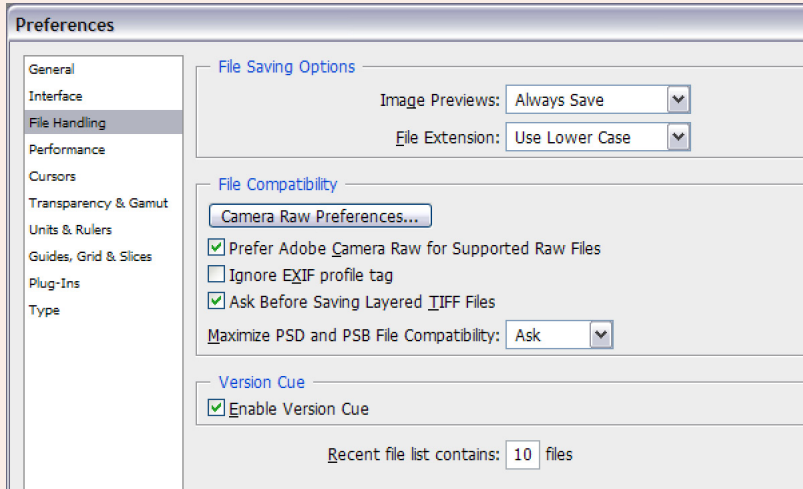 Preferences
General
Interface
File Handling
Performance
Cursors
Transparency & Gamut
Units & Rulers
Guides, Grid & Slices
Plug-Ins
Type
File Saving Options
Image Previews: Always Save
File Extension: Use Lower Case
File Compatibility
Camera Raw Preferences...
Prefer Adobe Camera Raw for Supported Raw Files
Ignore EXIF profile tag
Ask Before Saving Layered TIFF Files
Maximize PSD and PSB File Compatibility: Ask
Version Cue
Enable Version Cue
Recent file list contains: 10 files